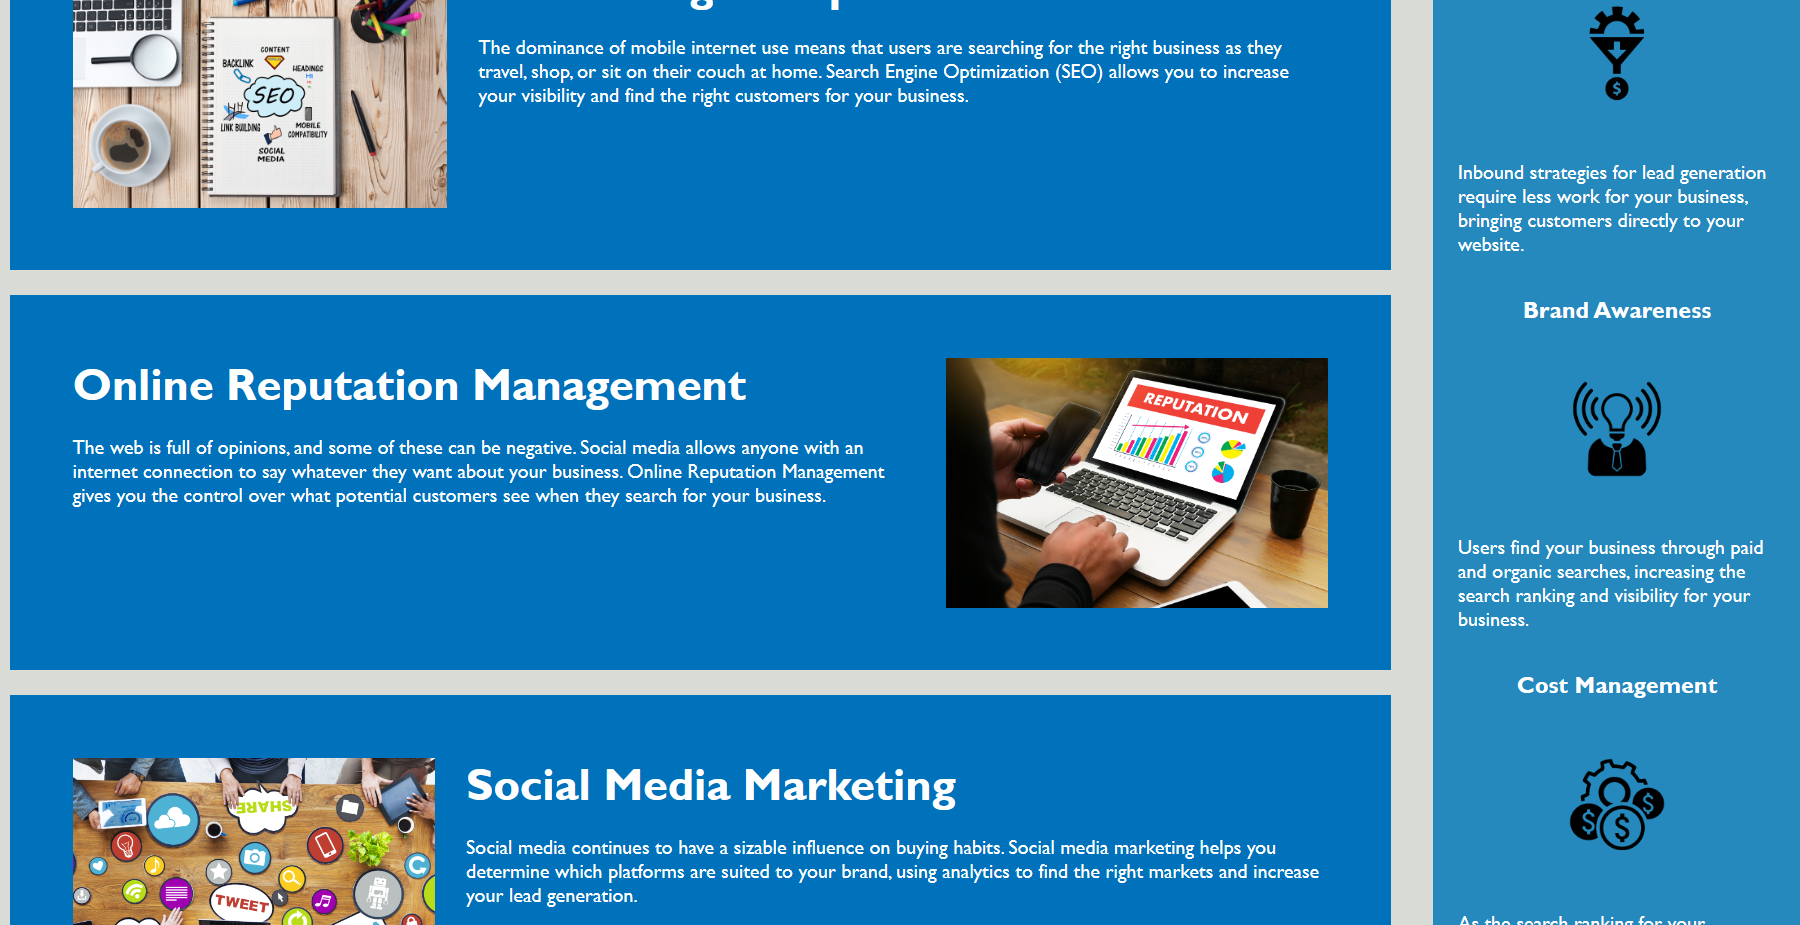 The dominance of mobile internet use means that users are searching for the right business as they
travel, shop, or sit on their couch at home. Search Engine Optimization (SEO) allows you to increase
your visibility and find the right customers for your business.
CONTENT
BACKLINK
HEADINGS
H1
SEO
LINK BUILDING
MOBILE
COMPATIBILITY
SOCIAL
MEDIA
Online Reputation Management
The web is full of opinions, and some of these can be negative. Social media allows anyone with an
internet connection to say whatever they want about your business. Online Reputation Management
gives you the control over what potential customers see when they search for your business.
REPUTATION
Social Media Marketing
Social media continues to have a sizable influence on buying habits. Social media marketing helps you
determine which platforms are suited to your brand, using analytics to find the right markets and increase
your lead generation.
SHARE
TWEET
$
Inbound strategies for lead generation
require less work for your business,
bringing customers directly to your
website.
Brand Awareness
Users find your business through paid
and organic searches, increasing the
search ranking and visibility for your
business.
Cost Management
$
$
$
As the search ranking for your